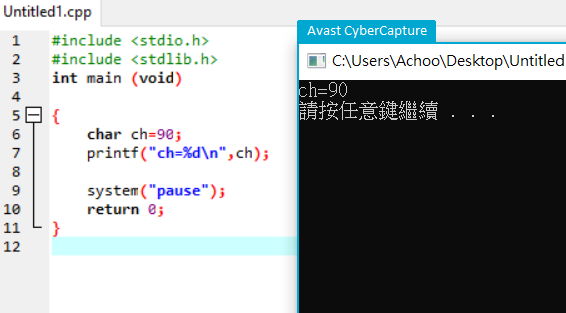 Untitled1.cpp
1 #include <stdio.h>
2 #include <stdlib.h>
3 int main (void)
4
5 {
6 char ch=90;
7 printf("ch=%d\n",ch);
8
9 system("pause");
10 return 0;
11 }
12
Avast CyberCapture
C:\Users\Achoo\Desktop\Untitled
ch=90
請按任意鍵繼續 . . .